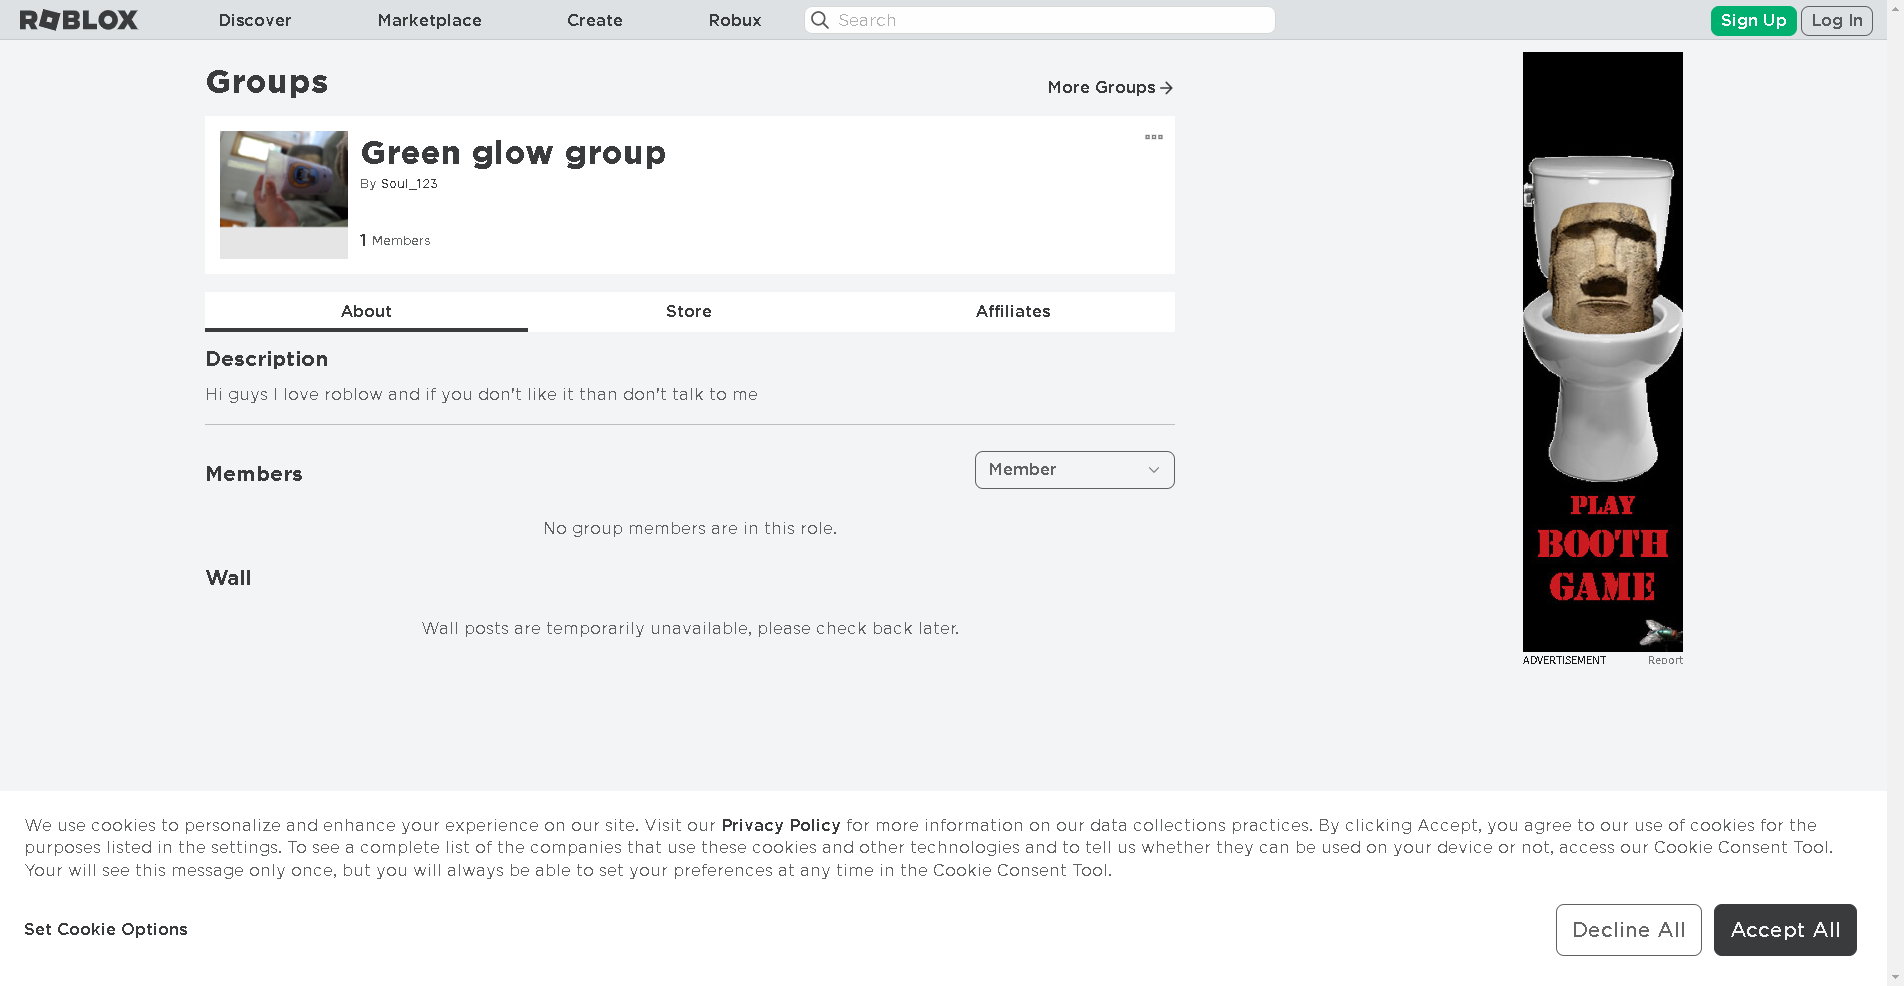 ROBLOX
Discover
Marketplace
Create
Robux
Search
Sign Up
Log In
Groups
More Groups
Green glow group
By Soul_123
1 Members
About
Store
Affiliates
Description
Hi guys I love roblow and if you don't like it than don't talk to me
Members
Member
No group members are in this role.
Wall
Wall posts are temporarily unavailable, please check back later.
PLAY
BOOTH
GAME
ADVERTISEMENT
Report
We use cookies to personalize and enhance your experience on our site. Visit our Privacy Policy for more information on our data collections practices. By clicking Accept, you agree to our use of cookies for the
purposes listed in the settings. To see a complete list of the companies that use these cookies and other technologies and to tell us whether they can be used on your device or not, access our Cookie Consent Tool.
Your will see this message only once, but you will always be able to set your preferences at any time in the Cookie Consent Tool.
Set Cookie Options
Decline All
Accept All